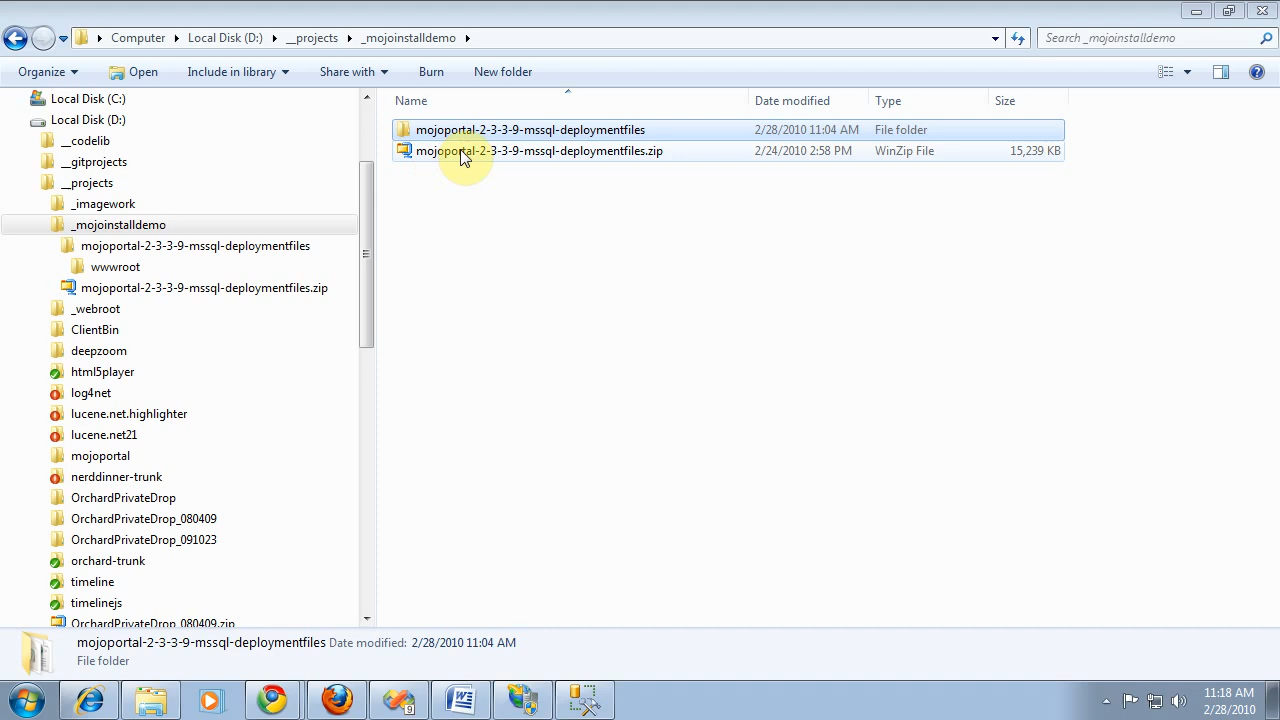 Computer Local Disk (D:) __projects _mojoinstalldemo Search _mojoinstalldemo
Organize Open Include in library Share with Burn New folder
Name Date modified Type Size
Local Disk (C:)
Local Disk (D:)
__codelib
__gitprojects
__projects
_imagework
_mojoinstalldemo
mojoportal-2-3-3-9-mssql-deploymentfiles
wwwroot
mojoportal-2-3-3-9-mssql-deploymentfiles.zip
_webroot
ClientBin
deepzoom
html5player
log4net
lucene.net.highlighter
lucene.net21
mojoportal
nerddinner-trunk
OrchardPrivateDrop
OrchardPrivateDrop_080409
OrchardPrivateDrop_091023
orchard-trunk
timeline
timelinejs
OrchardPrivateDrop_080409.zip
mojoportal-2-3-3-9-mssql-deploymentfiles 2/28/2010 11:04 AM File folder
mojoportal-2-3-3-9-mssql-deploymentfiles.zip 2/24/2010 2:58 PM WinZip File 15,239 KB
mojoportal-2-3-3-9-mssql-deploymentfiles Date modified: 2/28/2010 11:04 AM
File folder
11:18 AM
2/28/2010